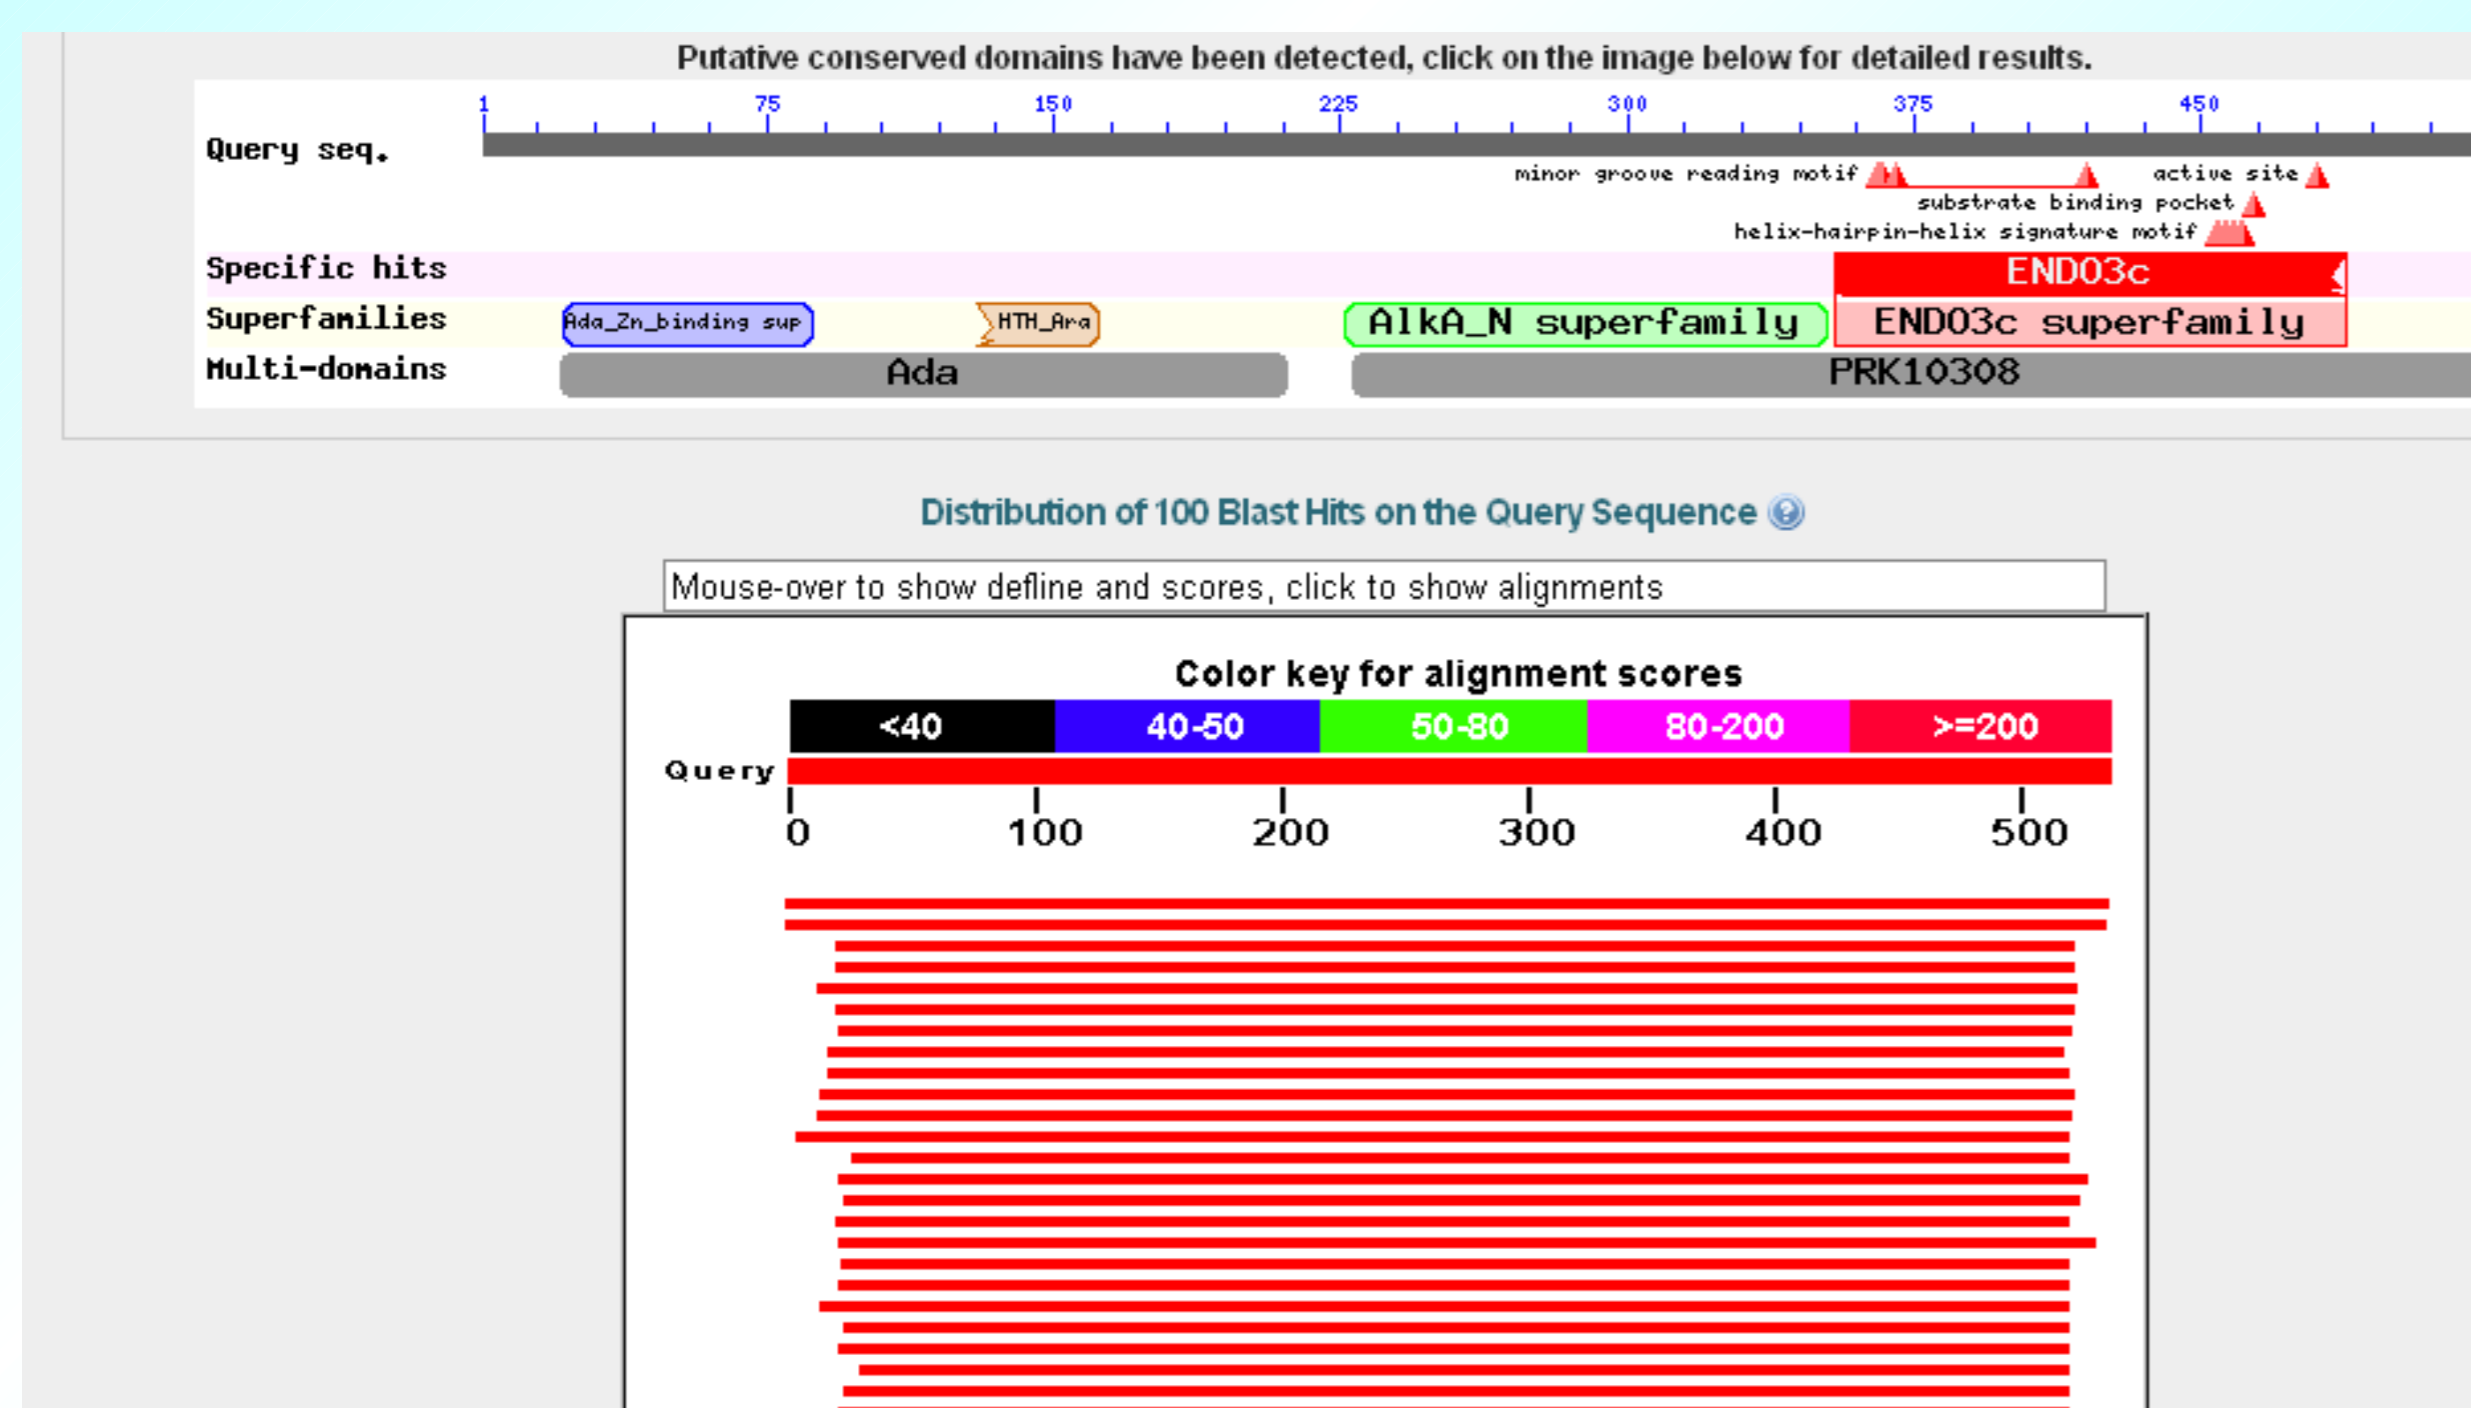 Putative conserved domains have been detected, click on the image below for detailed results.
1 75 150 225 300 375 450
Query seq.
minor groove reading motif active site
substrate binding pocket
helix-hairpin-helix signature motif
Specific hits ENDO3c
Superfamilies Ada_Zn_binding sup HTH_Ara AlkA_N superfamily ENDO3c superfamily
Multi-domains Ada PRK10308
Distribution of 100 Blast Hits on the Query Sequence ?
Mouse-over to show defline and scores, click to show alignments
Color key for alignment scores
<40 40-50 50-80 80-200 >=200
Query
0 100 200 300 400 500